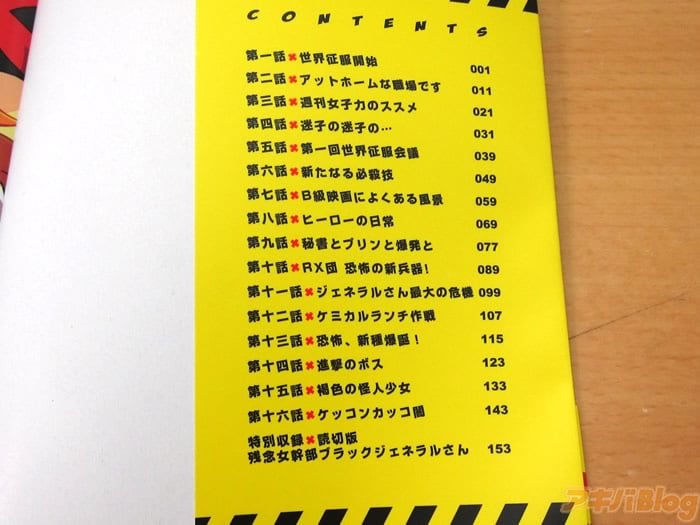 CONTENTS
第一話×世界征服開始 001
第二話×アットホームな職場です 011
第三話×週刊女子力のススメ 021
第四話×迷子の迷子の… 031
第五話×第一回世界征服会議 039
第六話×新たなる必殺技 049
第七話×B級映画によくある風景 059
第八話×ヒーローの日常 069
第九話×秘書とプリンと爆発と 077
第十話×RX団 恐怖の新兵器! 089
第十一話×ジェネラルさん最大の危機 099
第十二話×ケミカルランチ作戦 107
第十三話×恐怖、新種爆誕! 115
第十四話×進撃のボス 123
第十五話×褐色の怪人少女 133
第十六話×ケッコンカッコ闇 143
特別収録×読切版
残念女幹部ブラックジェネラルさん 153
アキバBlog